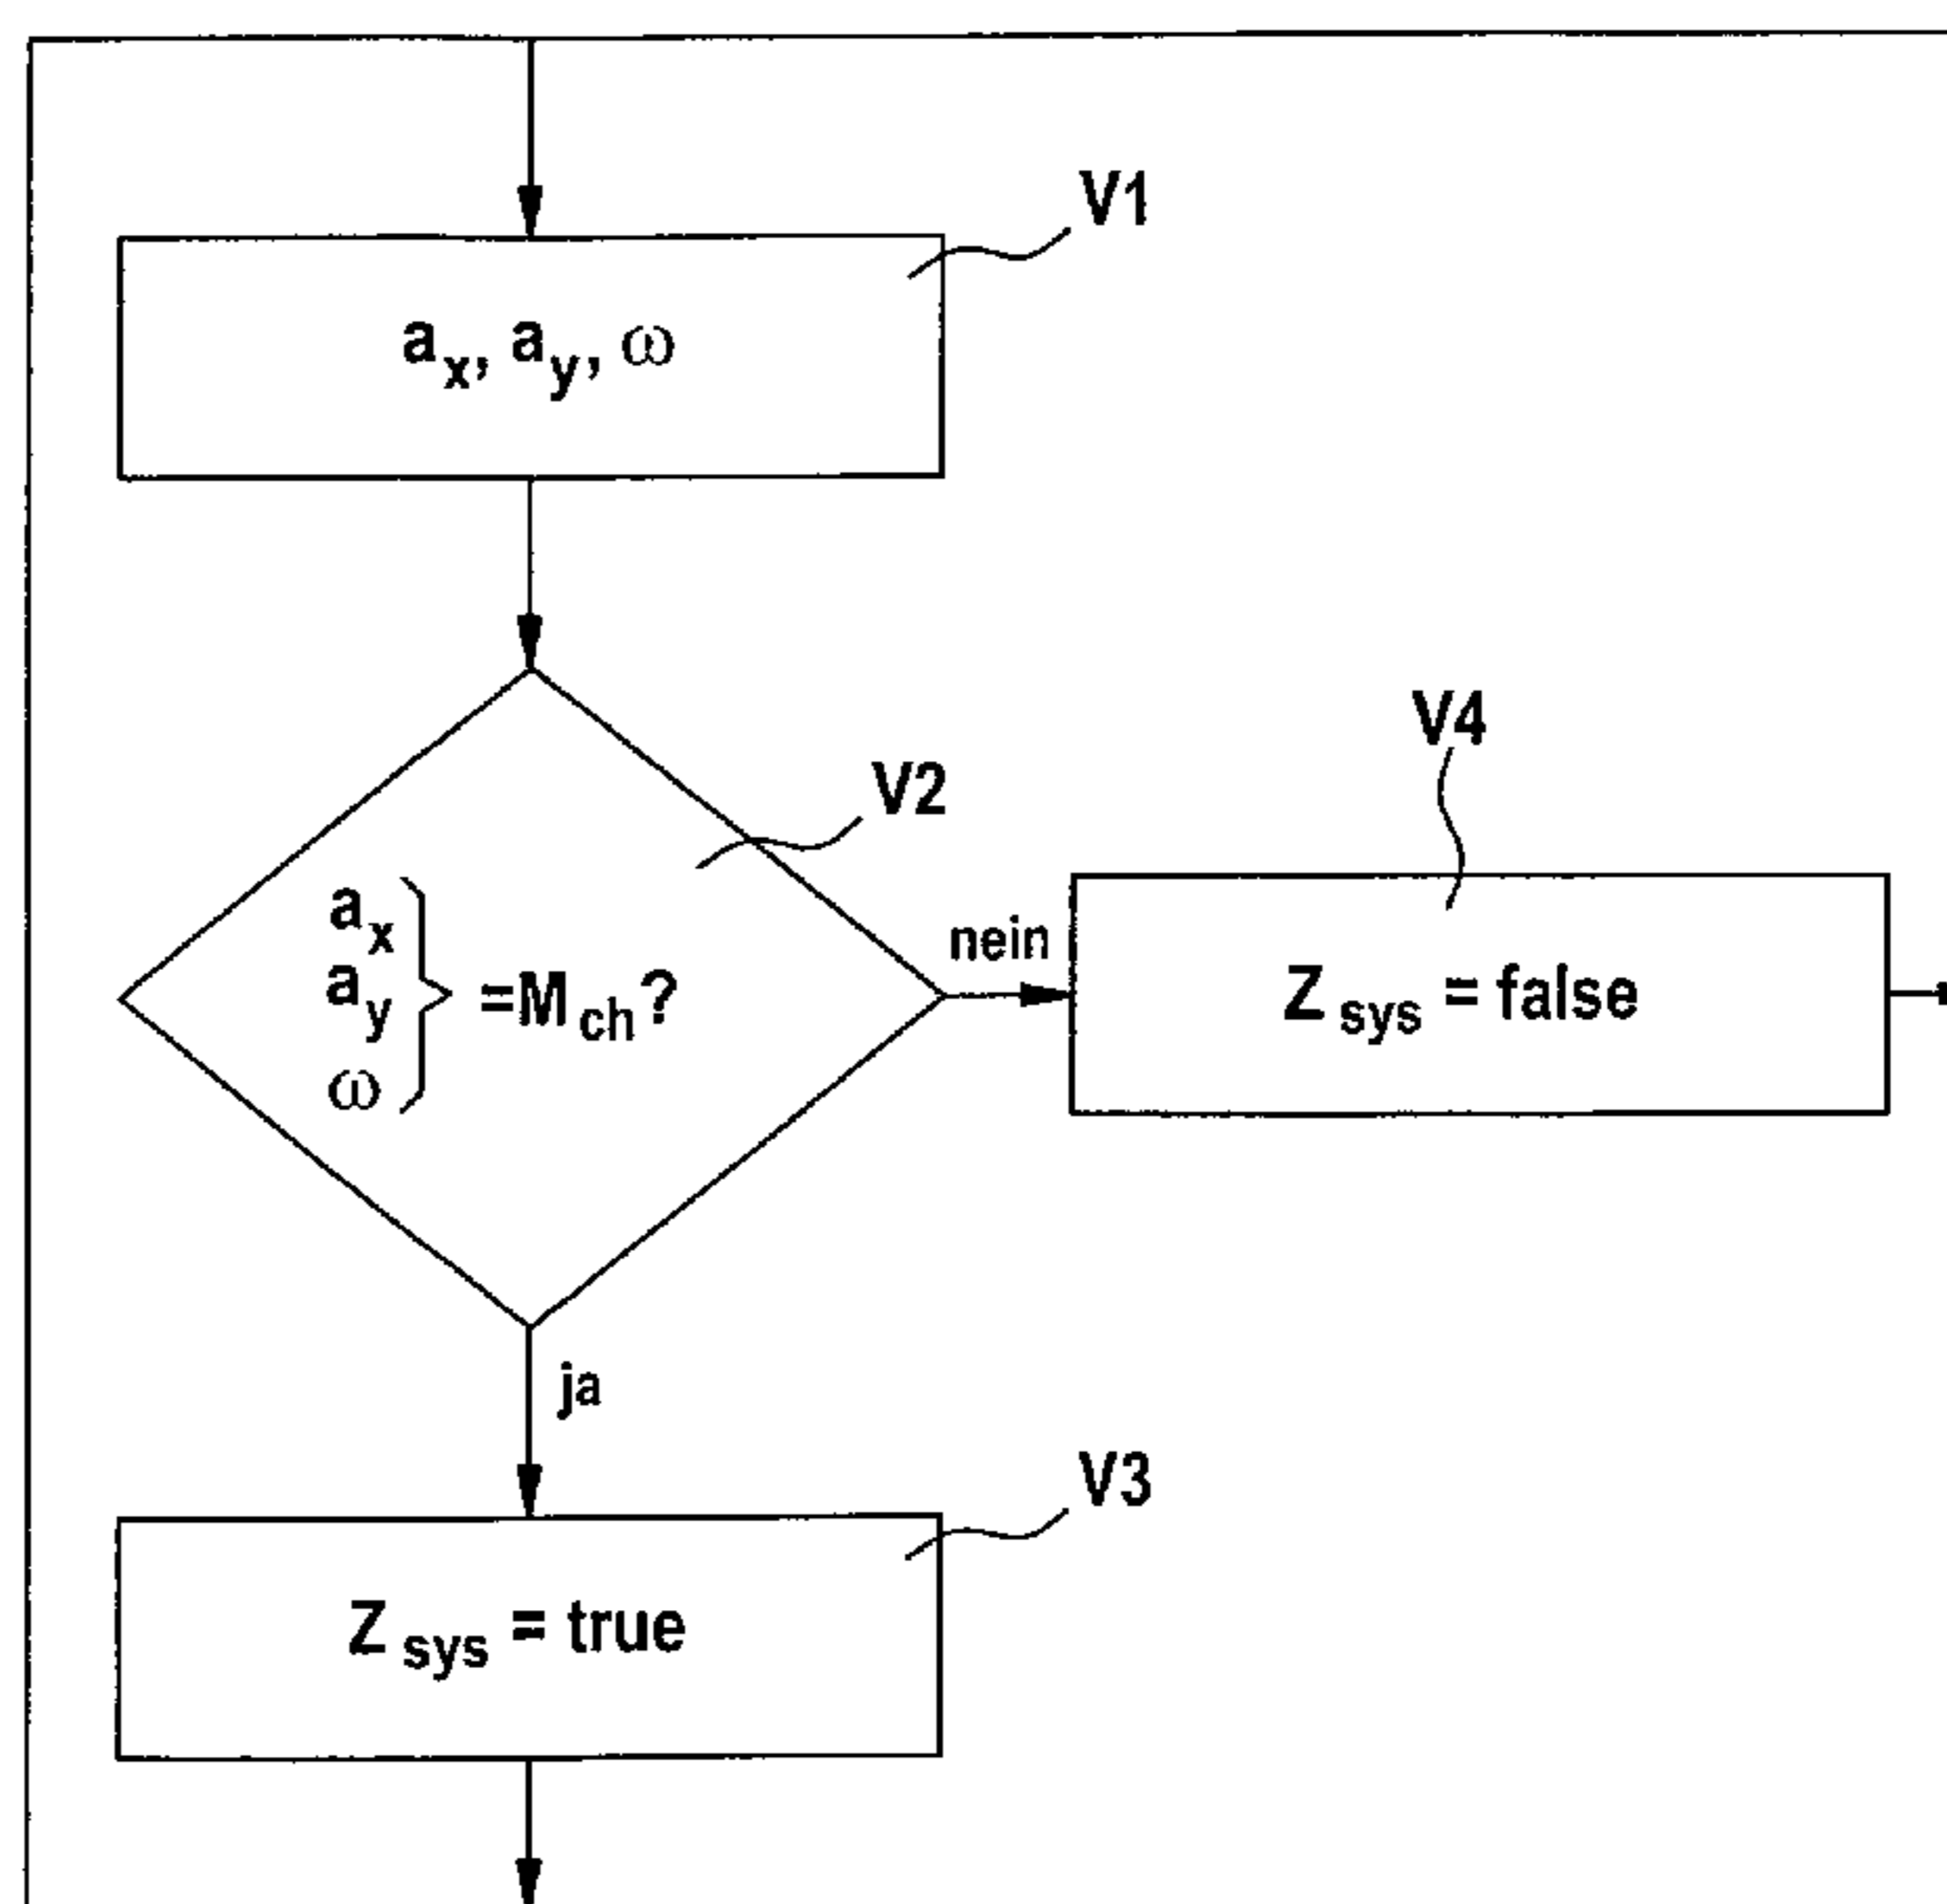 V1
a_x, a_y, ω
V4
V2
a_x
a_y
ω
=M_ch?
nein
Z_sys = false
ja
V3
Z_sys = true